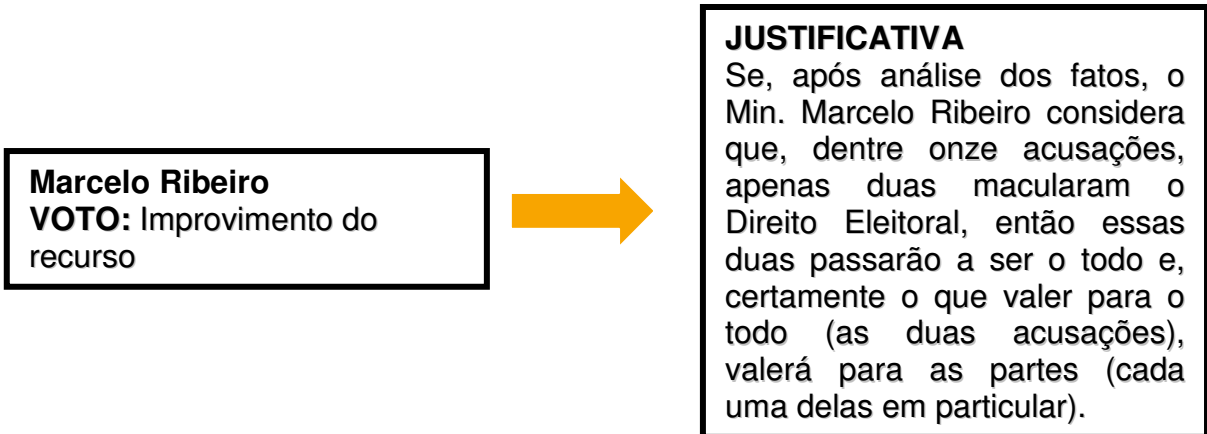 Marcelo Ribeiro
VOTO: Improvimento do
recurso
JUSTIFICATIVA
Se, após análise dos fatos, o
Min. Marcelo Ribeiro considera
que, dentre onze acusações,
apenas duas macularam o
Direito Eleitoral, então essas
duas passarão a ser o todo e,
certamente o que valer para o
todo (as duas acusações),
valerá para as partes (cada
uma delas em particular).